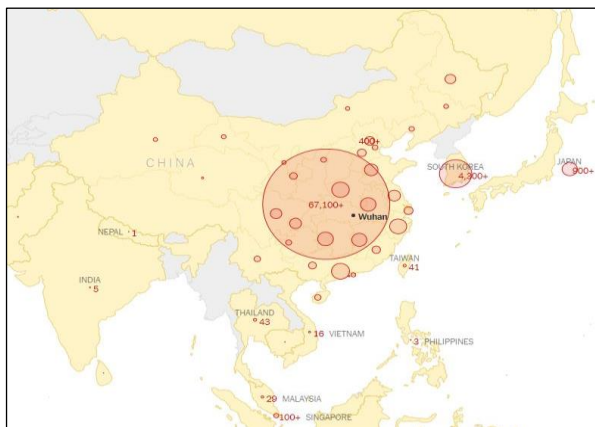 400+
CHINA
SOUTH KOREA
4,300+
JAPAN
900+
67,100+
Wuhan
NEPAL 1
TAIWAN
41
INDIA
5
THAILAND
43
16 VIETNAM
3 PHILIPPINES
29 MALAYSIA
100+ SINGAPORE